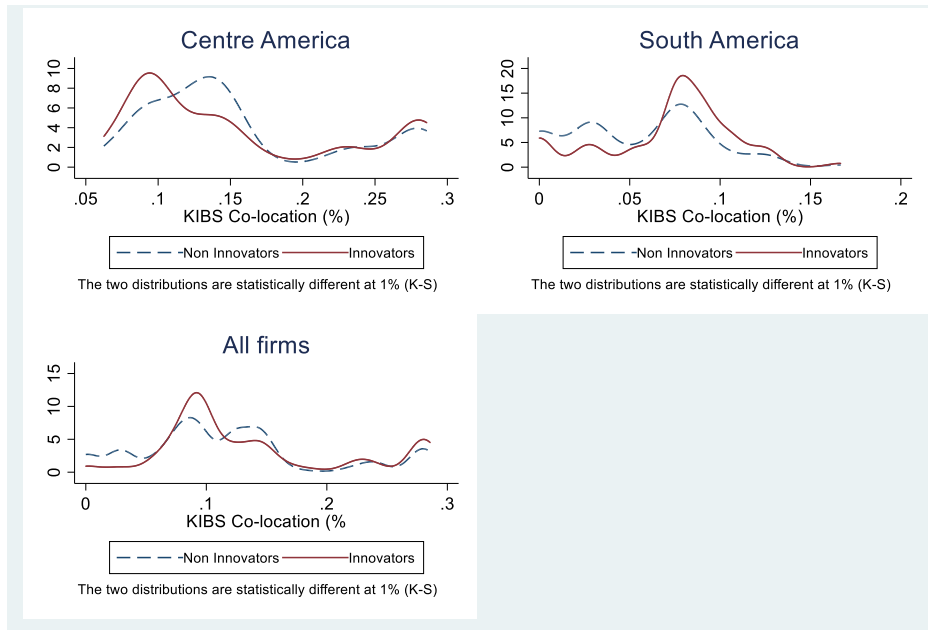 Centre America
0 2 4 6 8 10
.05 .1 .15 .2 .25 .3
KIBS Co-location (%)
Non Innovators Innovators
The two distributions are statistically different at 1% (K-S)
South America
0 5 10 15 20
0 .05 .1 .15 .2
KIBS Co-location (%)
Non Innovators Innovators
The two distributions are statistically different at 1% (K-S)
All firms
0 5 10 15
0 .1 .2 .3
KIBS Co-location (%
Non Innovators Innovators
The two distributions are statistically different at 1% (K-S)